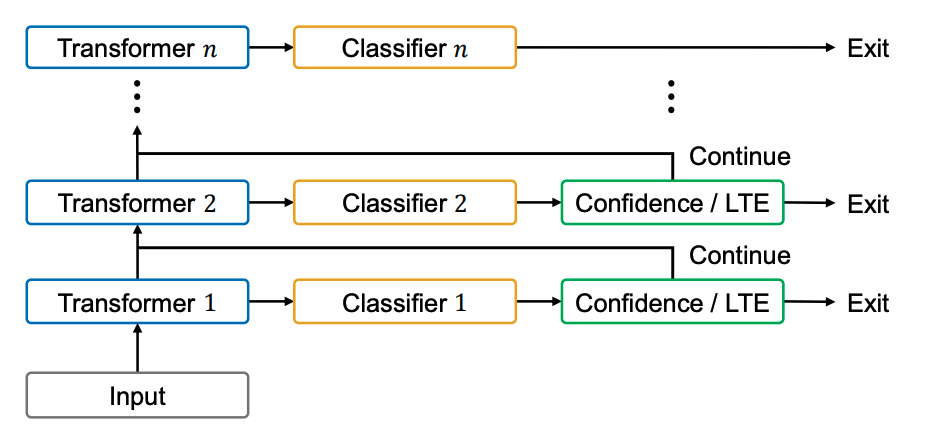 Transformer n Classifier n Exit
Continue
Transformer 2 Classifier 2 Confidence / LTE Exit
Continue
Transformer 1 Classifier 1 Confidence / LTE Exit
Input